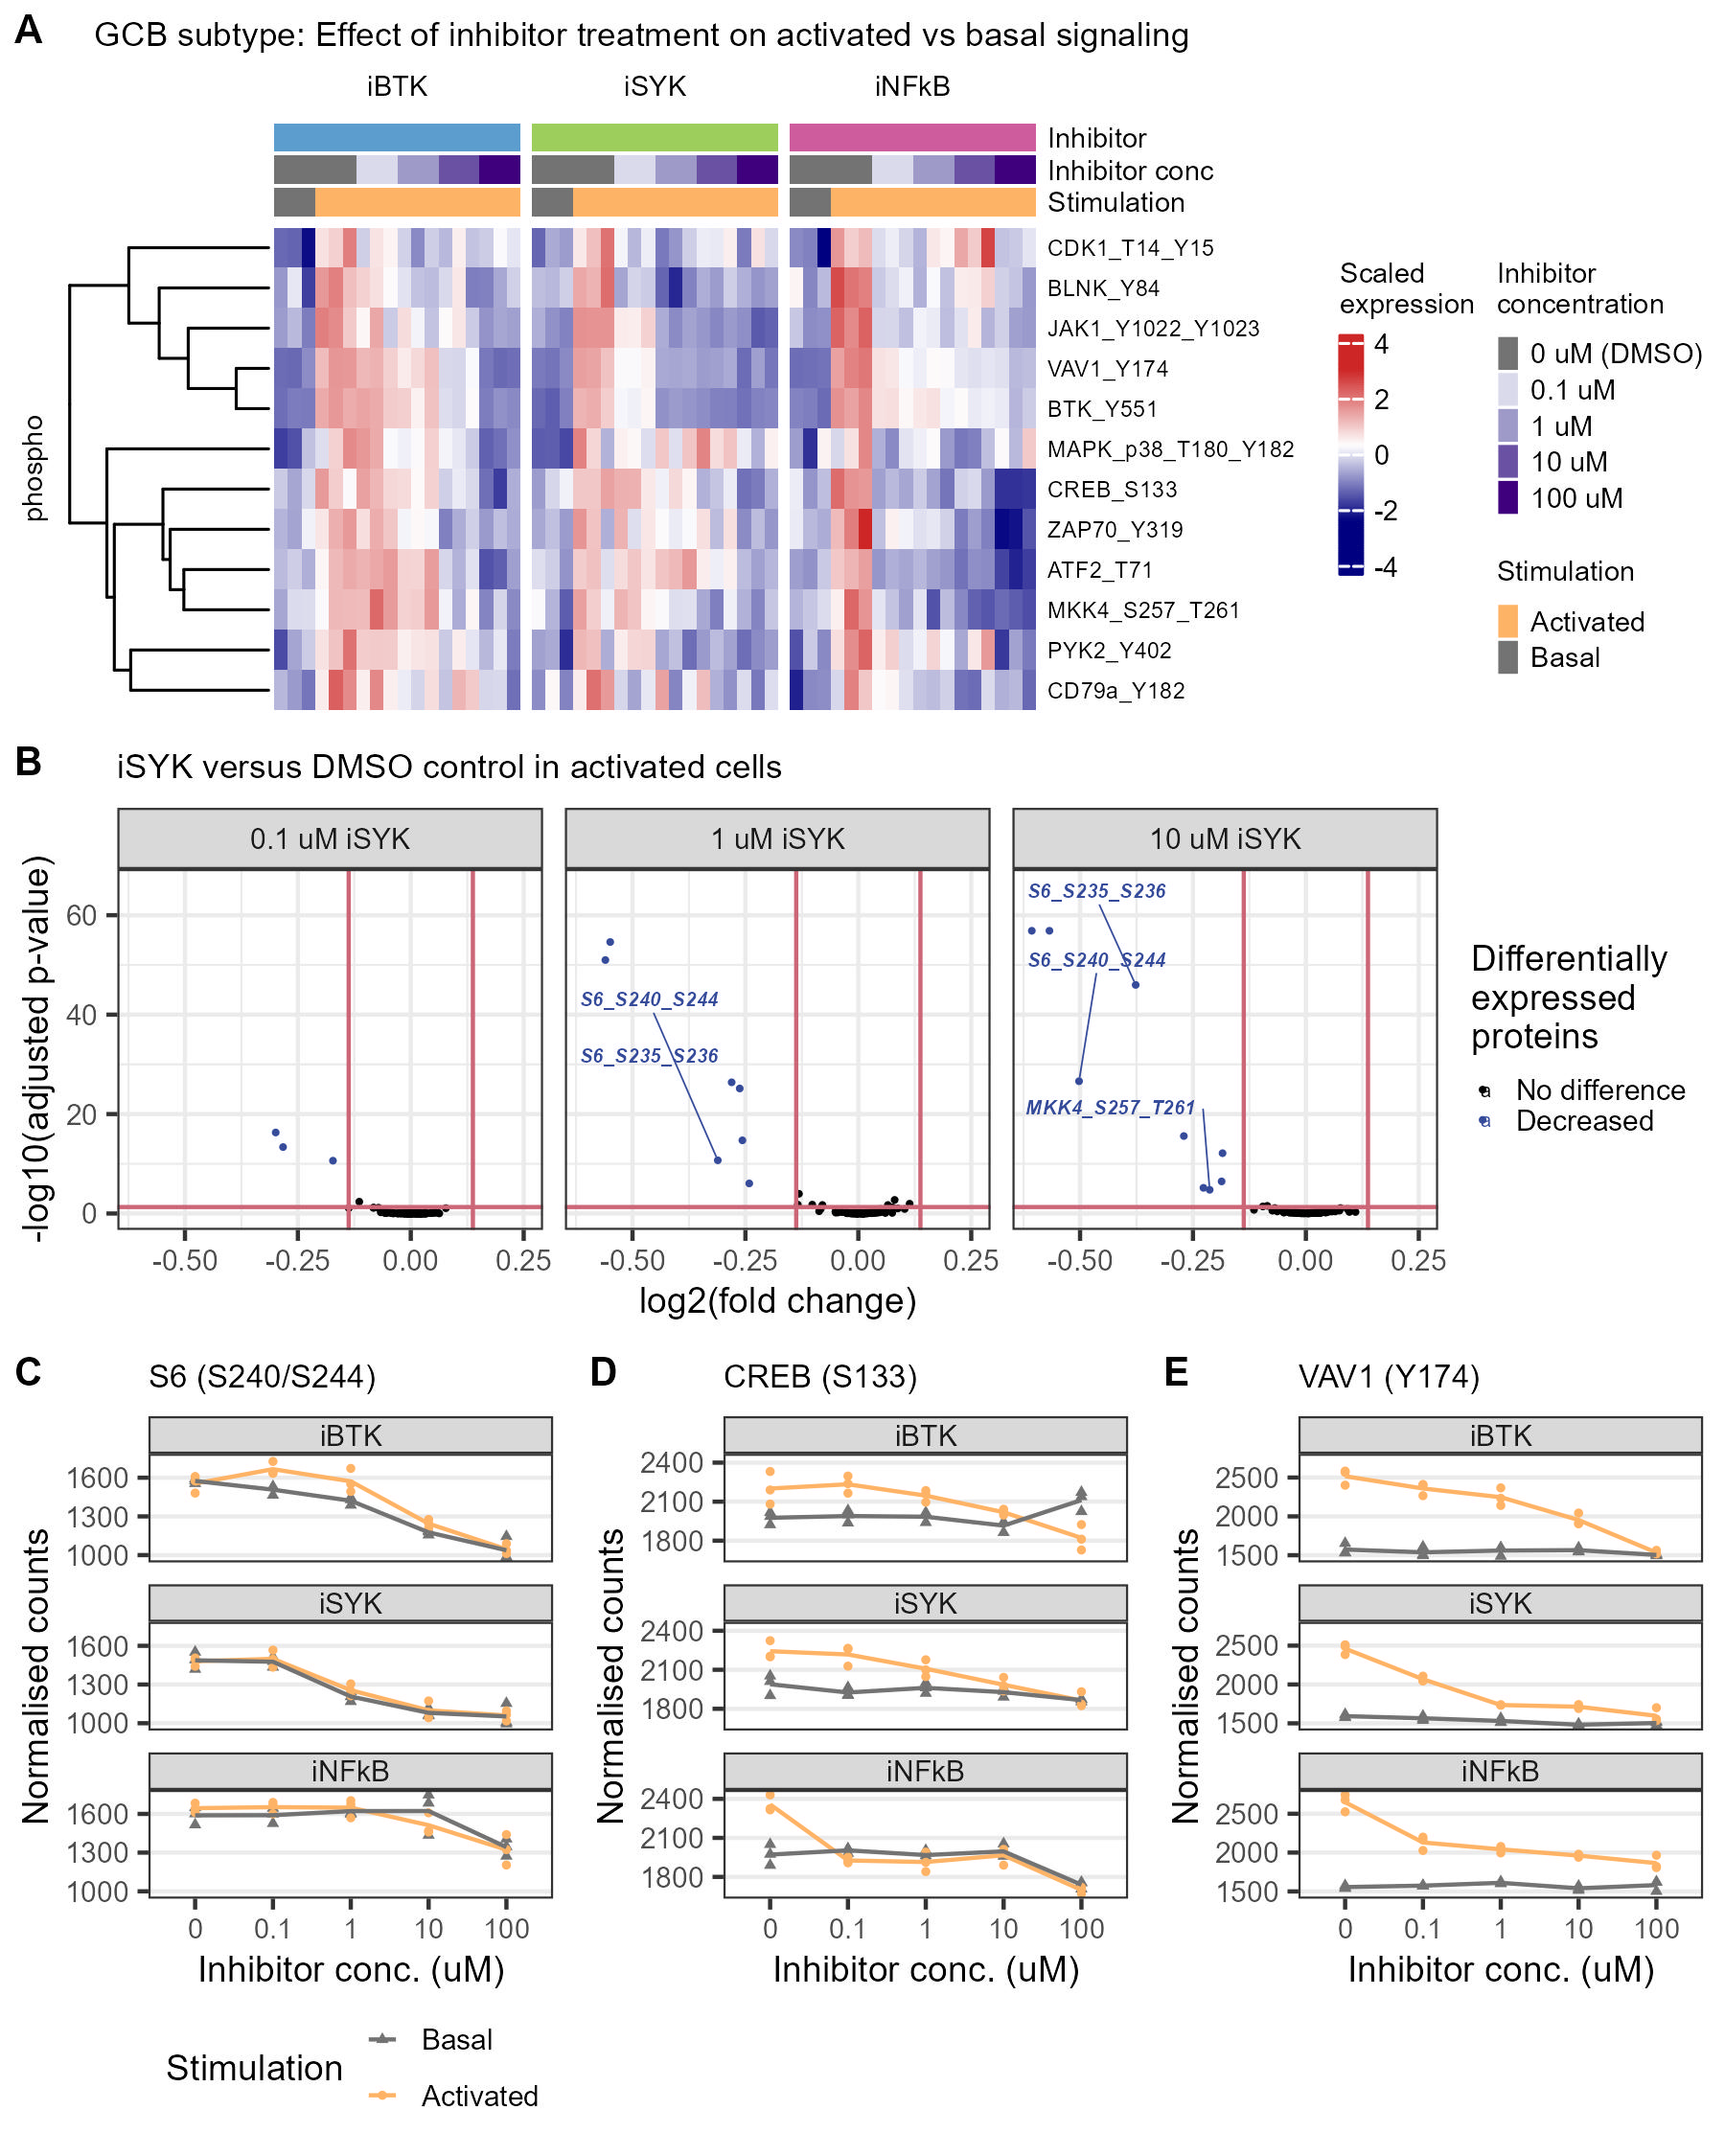 A
GCB subtype: Effect of inhibitor treatment on activated vs basal signaling
iBTK
iSYK
iNFkB
Inhibitor
Inhibitor conc
Stimulation
phospho
CDK1_T14_Y15
BLNK_Y84
JAK1_Y1022_Y1023
VAV1_Y174
BTK_Y551
MAPK_p38_T180_Y182
CREB_S133
ZAP70_Y319
ATF2_T71
MKK4_S257_T261
PYK2_Y402
CD79a_Y182
Scaled
expression
4
2
0
-2
-4
Inhibitor
concentration
0 uM (DMSO)
0.1 uM
1 uM
10 uM
100 uM
Stimulation
Activated
Basal
B
iSYK versus DMSO control in activated cells
0.1 uM iSYK
1 uM iSYK
10 uM iSYK
-log10(adjusted p-value)
60
40
20
0
S6_S240_S244
S6_S235_S236
S6_S235_S236
S6_S240_S244
MKK4_S257_T261
-0.50 -0.25 0.00 0.25
-0.50 -0.25 0.00 0.25
-0.50 -0.25 0.00 0.25
log2(fold change)
Differentially
expressed
proteins
a No difference
a Decreased
C
S6 (S240/S244)
Normalised counts
iBTK
1600
1300
1000
iSYK
1600
1300
1000
iNFkB
1600
1300
1000
0 0.1 1 10 100
Inhibitor conc. (uM)
D
CREB (S133)
Normalised counts
iBTK
2400
2100
1800
iSYK
2400
2100
1800
iNFkB
2400
2100
1800
0 0.1 1 10 100
Inhibitor conc. (uM)
E
VAV1 (Y174)
Normalised counts
iBTK
2500
2000
1500
iSYK
2500
2000
1500
iNFkB
2500
2000
1500
0 0.1 1 10 100
Inhibitor conc. (uM)
Stimulation
Basal
Activated